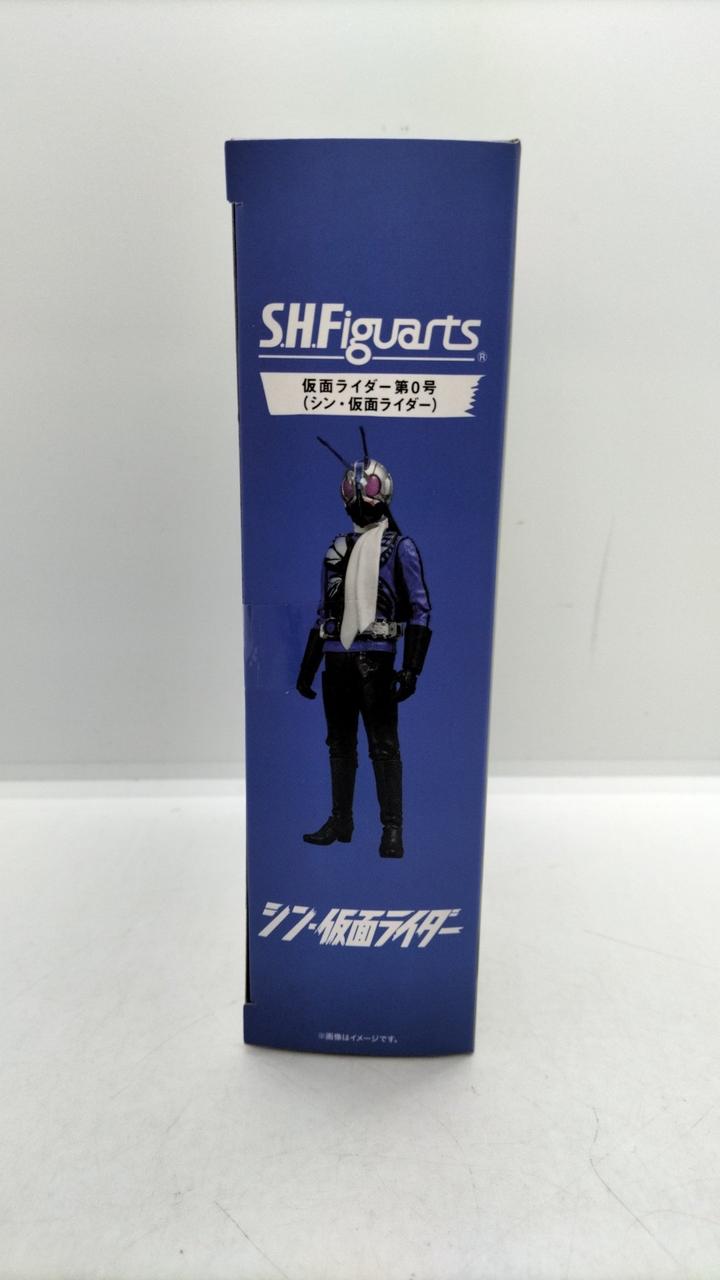 S.H.Figuarts
®
仮面ライダー第0号
(シン・仮面ライダー)
シン・仮面ライダー
※画像はイメージです。